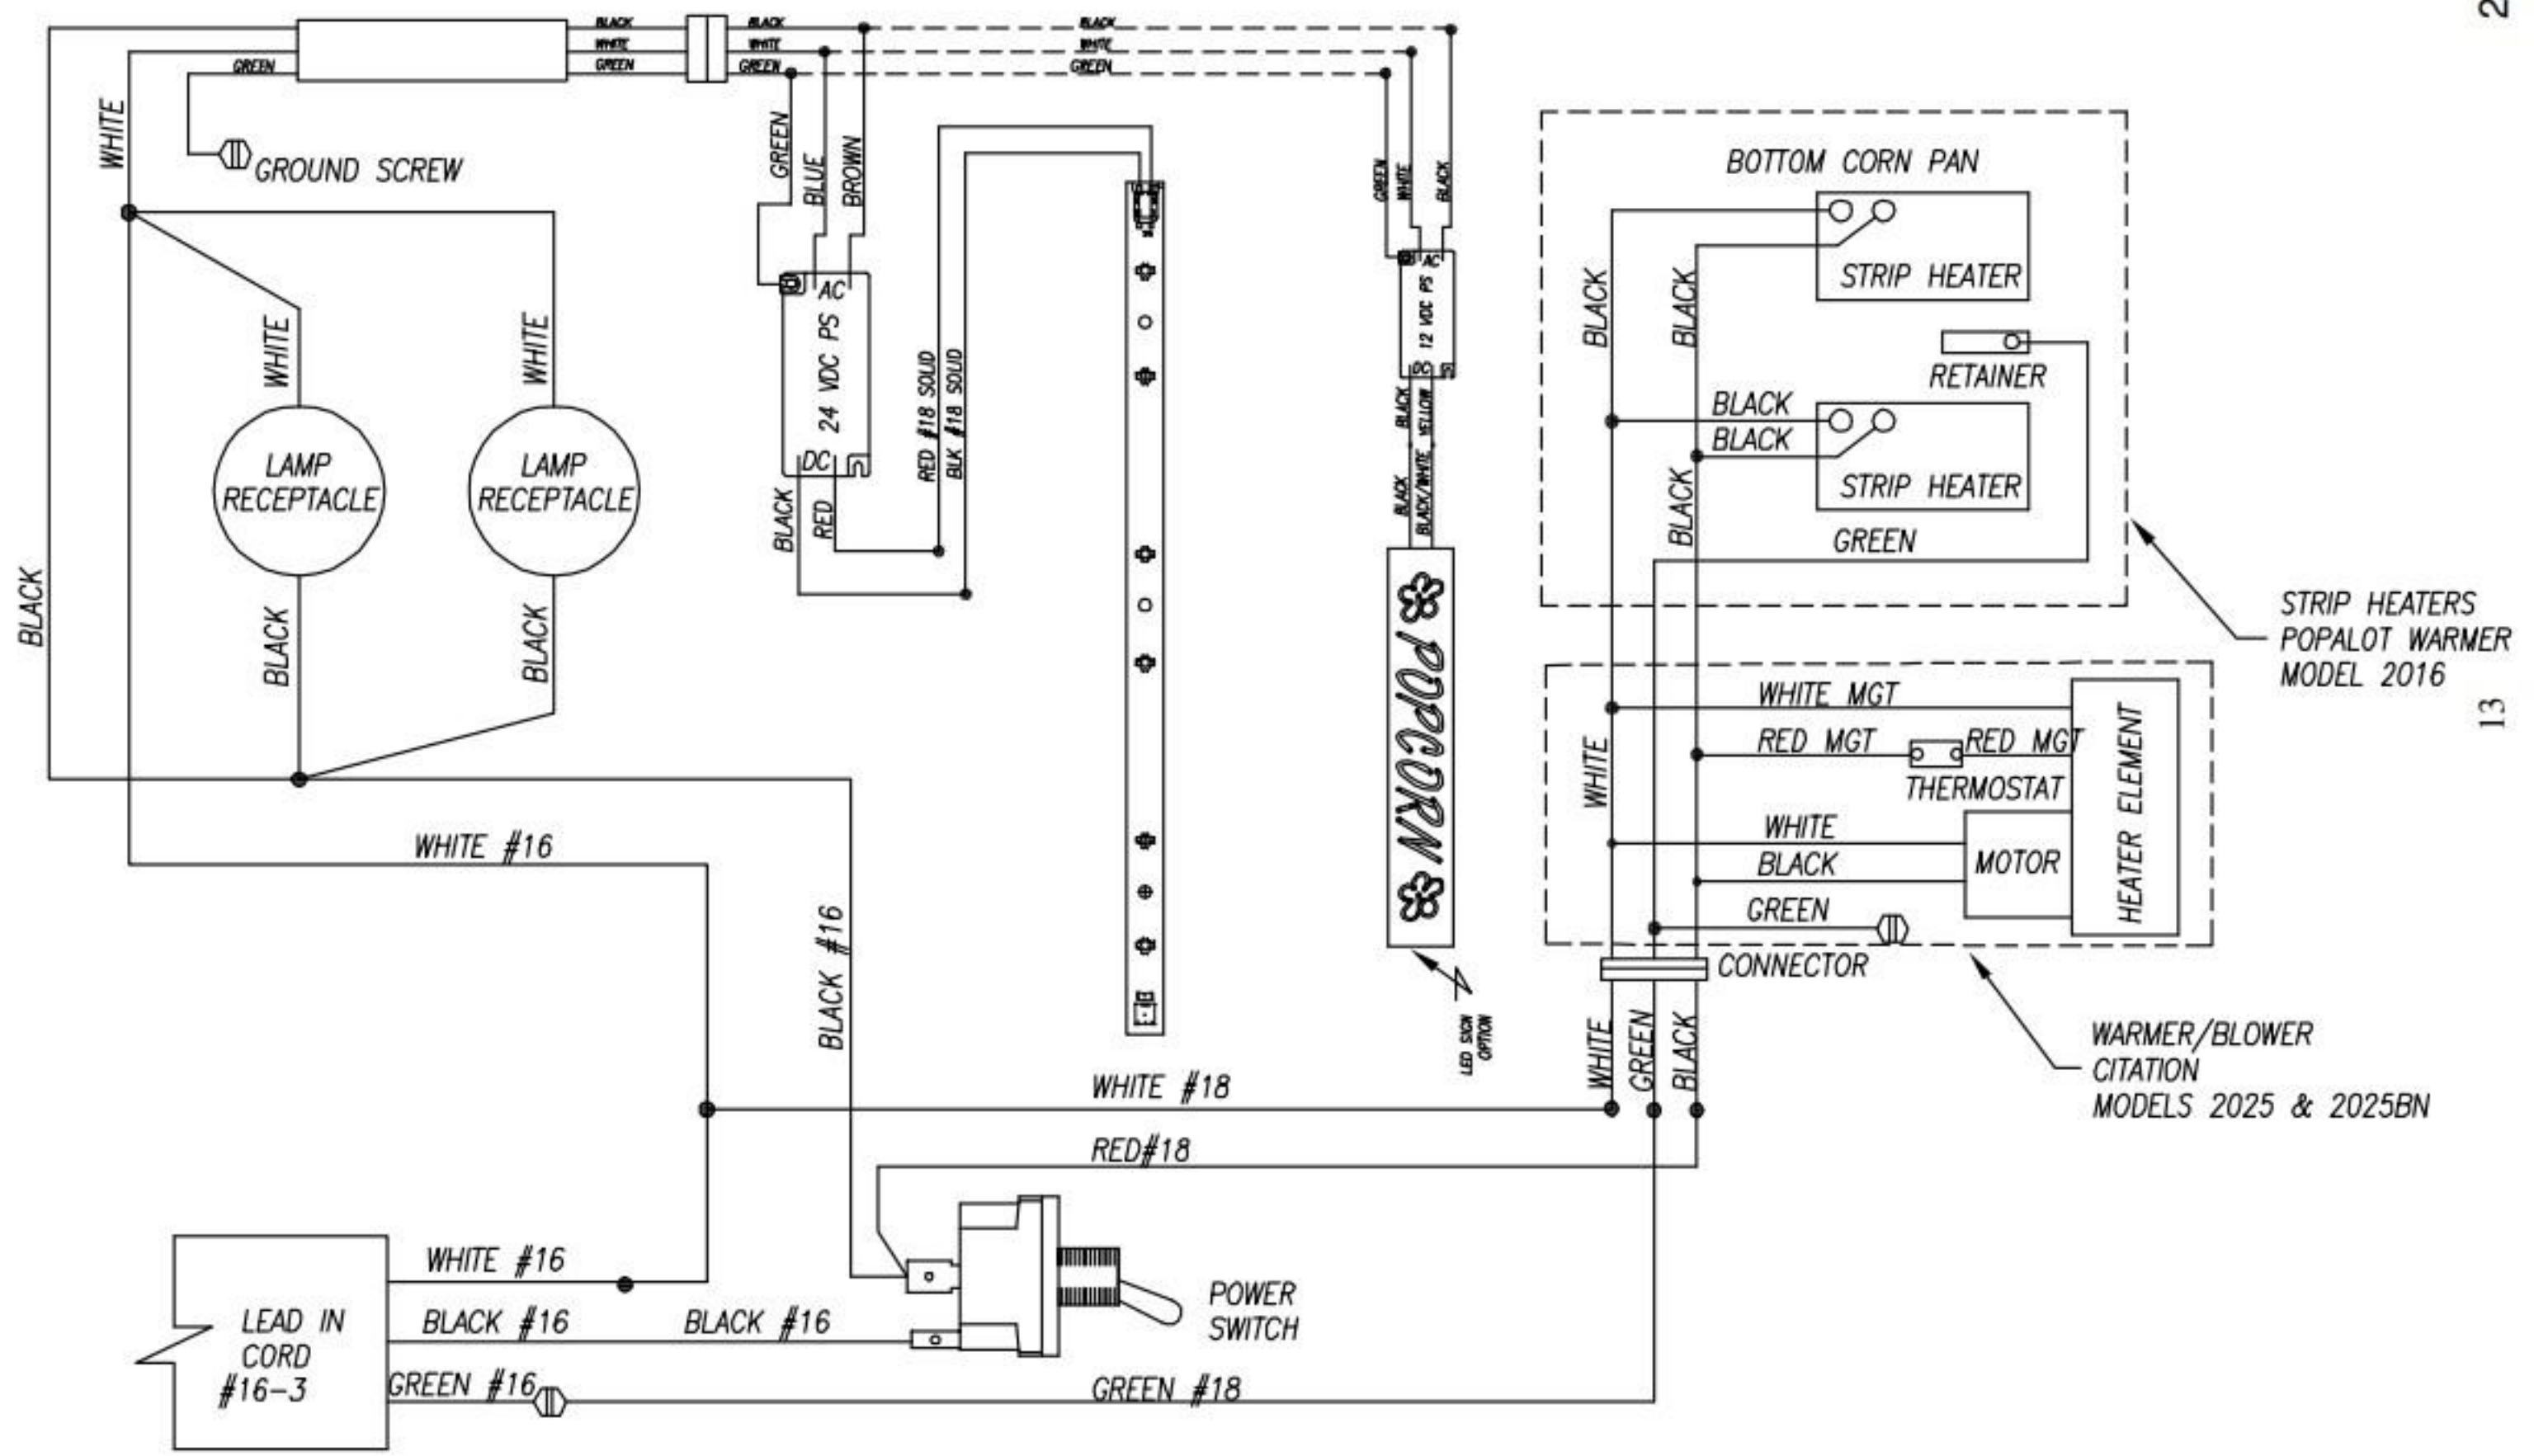 BLACK
BLACK
BLACK
WHITE
WHITE
WHITE
GREEN
GREEN
GREEN
GREEN
WHITE
GROUND SCREW
GREEN
BLUE
BROWN
GREEN
WHITE
BLACK
BOTTOM CORN PAN
STRIP HEATER
BLACK
BLACK
RETAINER
BLACK
BLACK
STRIP HEATER
BLACK
GREEN
AC
24 VDC PS
DC
AC
12 VDC PS
DC
WHITE
WHITE
LAMP
RECEPTACLE
LAMP
RECEPTACLE
RED #18 SOLID
BLK #18 SOLID
BLACK
RED
BLACK
YELLOW
BLACK
BLACK/WHITE
BLACK
BLACK
BLACK
POPCORN
LED SIGN
OPTION
STRIP HEATERS
POPALOT WARMER
MODEL 2016
WHITE MGT
RED MGT
RED MGT
THERMOSTAT
WHITE
WHITE
BLACK
MOTOR
HEATER ELEMENT
GREEN
CONNECTOR
WHITE
GREEN
BLACK
WARMER/BLOWER
CITATION
MODELS 2025 & 2025BN
WHITE #16
BLACK #16
WHITE #18
RED#18
WHITE #16
LEAD IN
CORD
#16-3
BLACK #16
BLACK #16
POWER
SWITCH
GREEN #16
GREEN #18
2
13